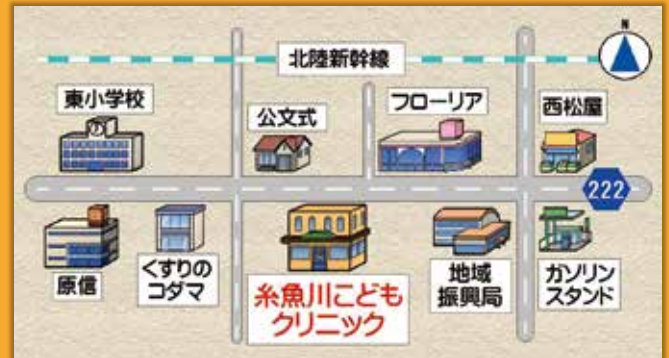 N
北陸新幹線
東小学校
公文式
フローリア
西松屋
222
原信
くすりの
コダマ
糸魚川こども
クリニック
地域
振興局
ガソリン
スタンド